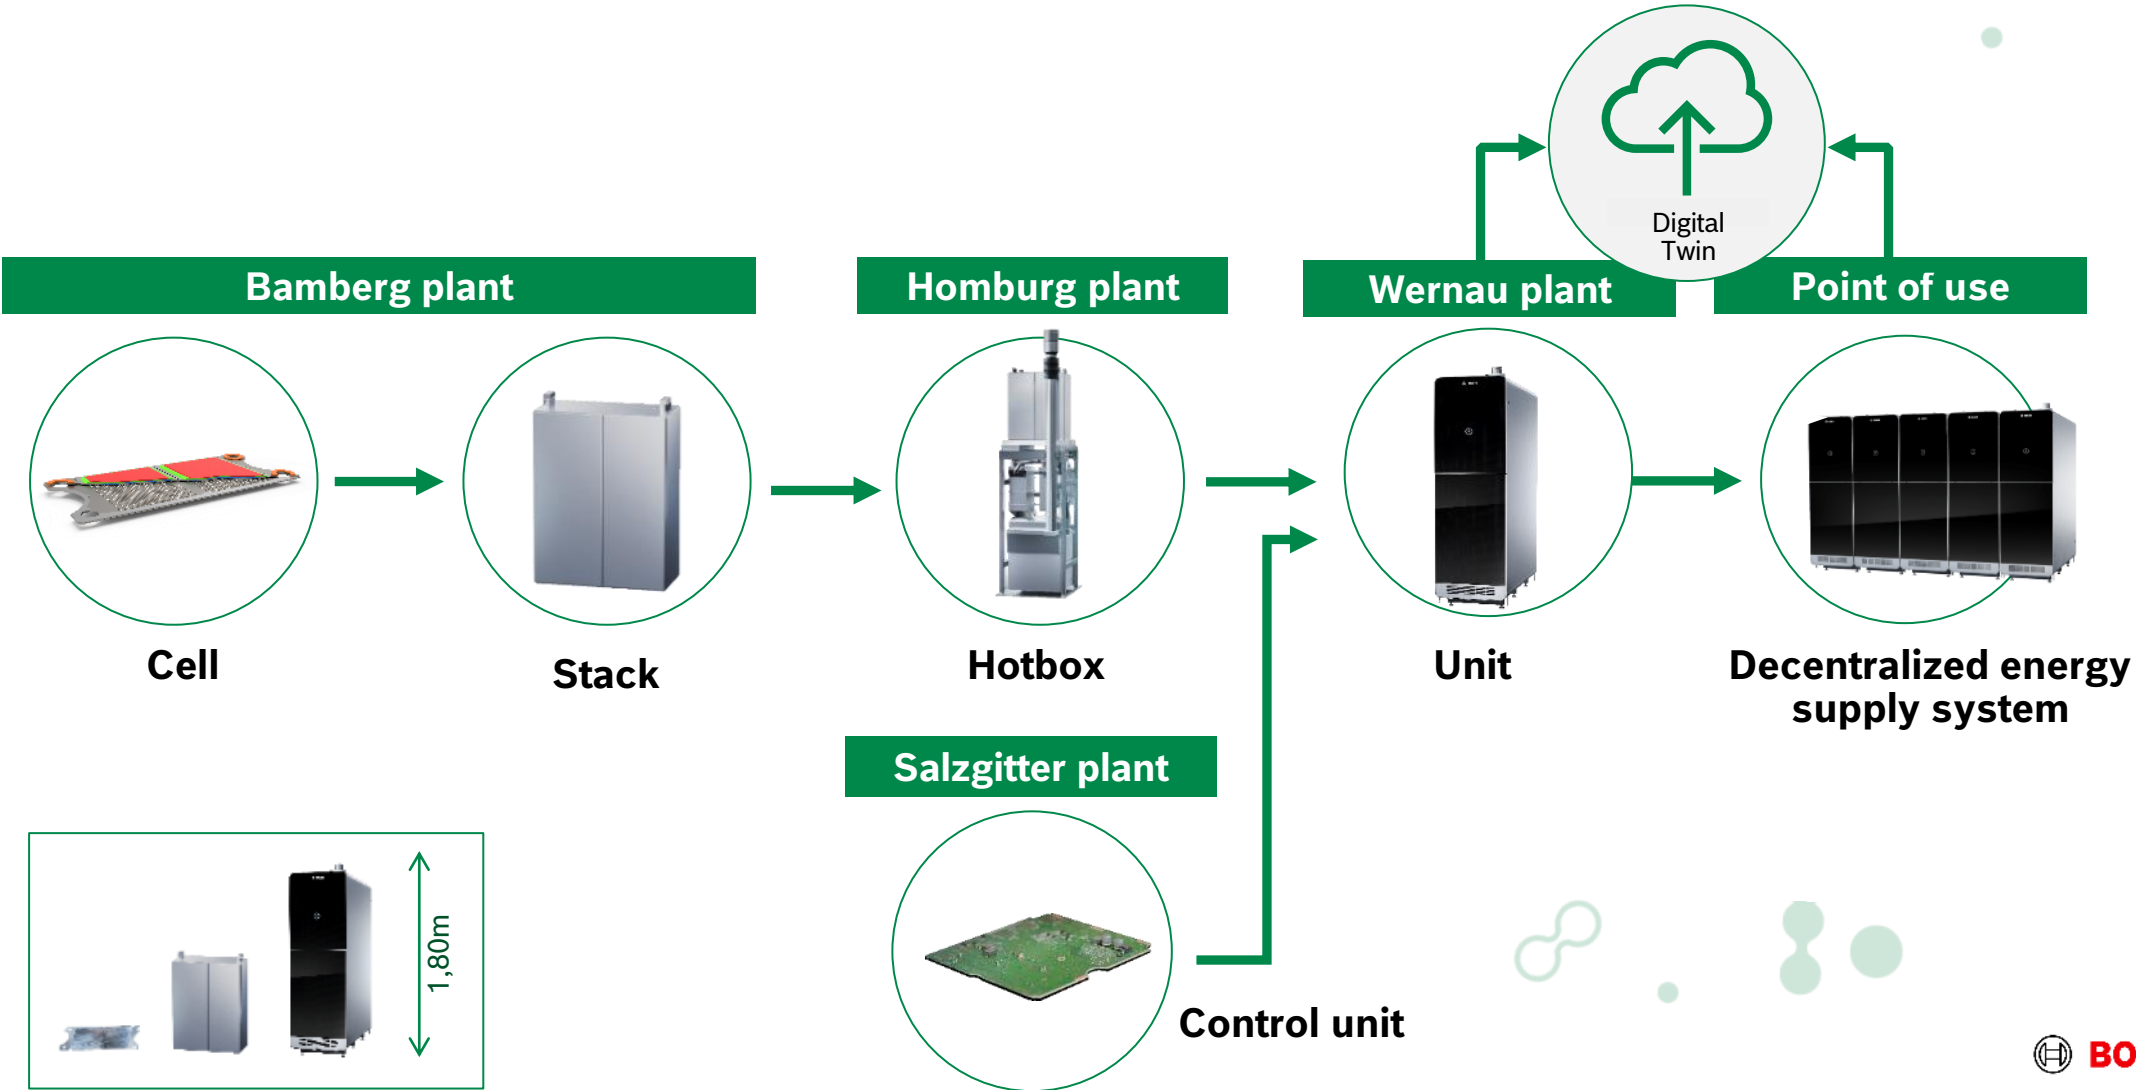 Digital
Twin
Bamberg plant
Homburg plant
Wernau plant
Point of use
Cell
Stack
Hotbox
Unit
Decentralized energy
supply system
Salzgitter plant
1,80m
Control unit
BO